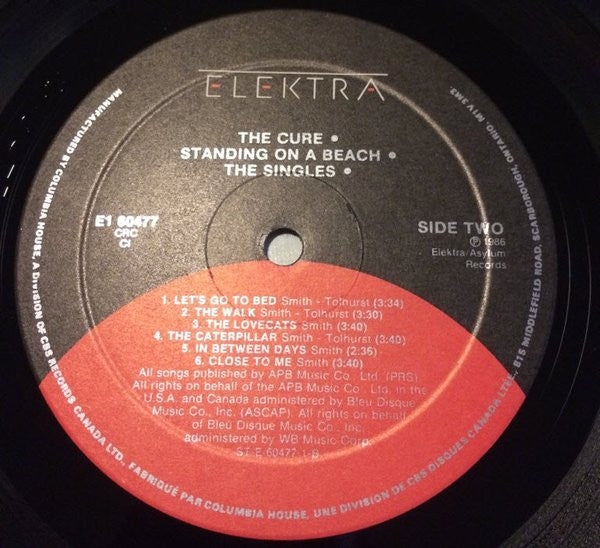 ELEKTRA
THE CURE •
STANDING ON A BEACH •
THE SINGLES •
E1 60477
CRC
CI
SIDE TWO
Ⓟ 1986
Elektra/Asylum
Records
1. LET'S GO TO BED Smith - Tolhurst (3:34)
2. THE WALK Smith - Tolhurst (3:30)
3. THE LOVECATS Smith (3:40)
4. THE CATERPILLAR Smith - Tolhurst (3:40)
5. IN BETWEEN DAYS Smith (2:36)
6. CLOSE TO ME Smith (3:40)
All songs published by APB Music Co., Ltd. (PRS)
All rights on behalf of the APB Music Co., Ltd. in the
U.S.A. and Canada administered by Bleu Disque
Music Co., Inc. (ASCAP). All rights on behalf
of Bleu Disque Music Co., Inc.
administered by WB Music Corp.
ST E 60477-1-B
MANUFACTURED BY COLUMBIA HOUSE, A DIVISION OF CBS RECORDS CANADA LTD., FABRIQUÉ PAR COLUMBIA HOUSE, UNE DIVISION DE CBS DISQUES CANADA LTÉE., 815 MIDDLEFIELD ROAD, SCARBOROUGH, ONTARIO M1V 3M3